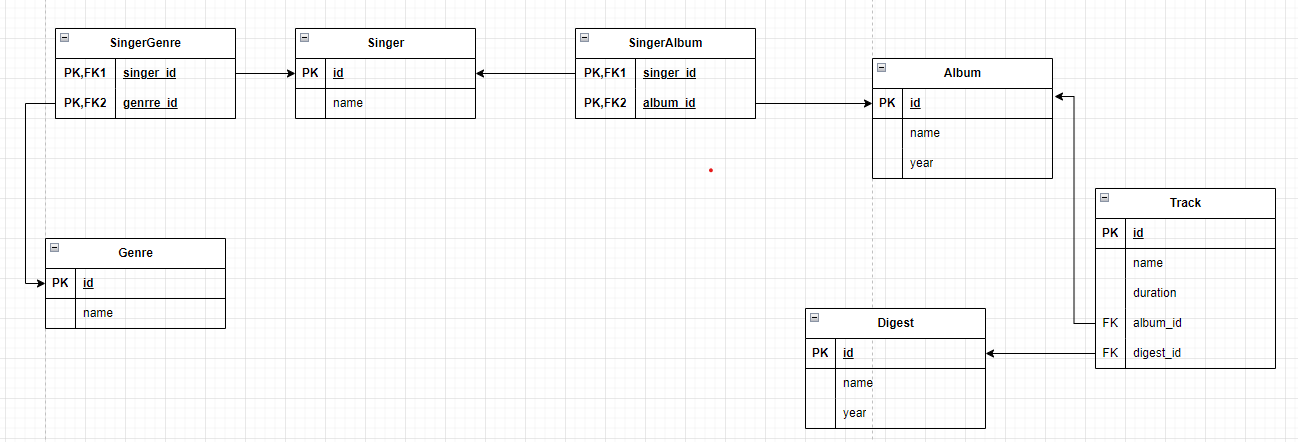 SingerGenre
PK,FK1 singer_id
PK,FK2 genrre_id
Singer
PK id
name
SingerAlbum
PK,FK1 singer_id
PK,FK2 album_id
Album
PK id
name
year
Track
PK id
name
duration
FK album_id
FK digest_id
Genre
PK id
name
Digest
PK id
name
year